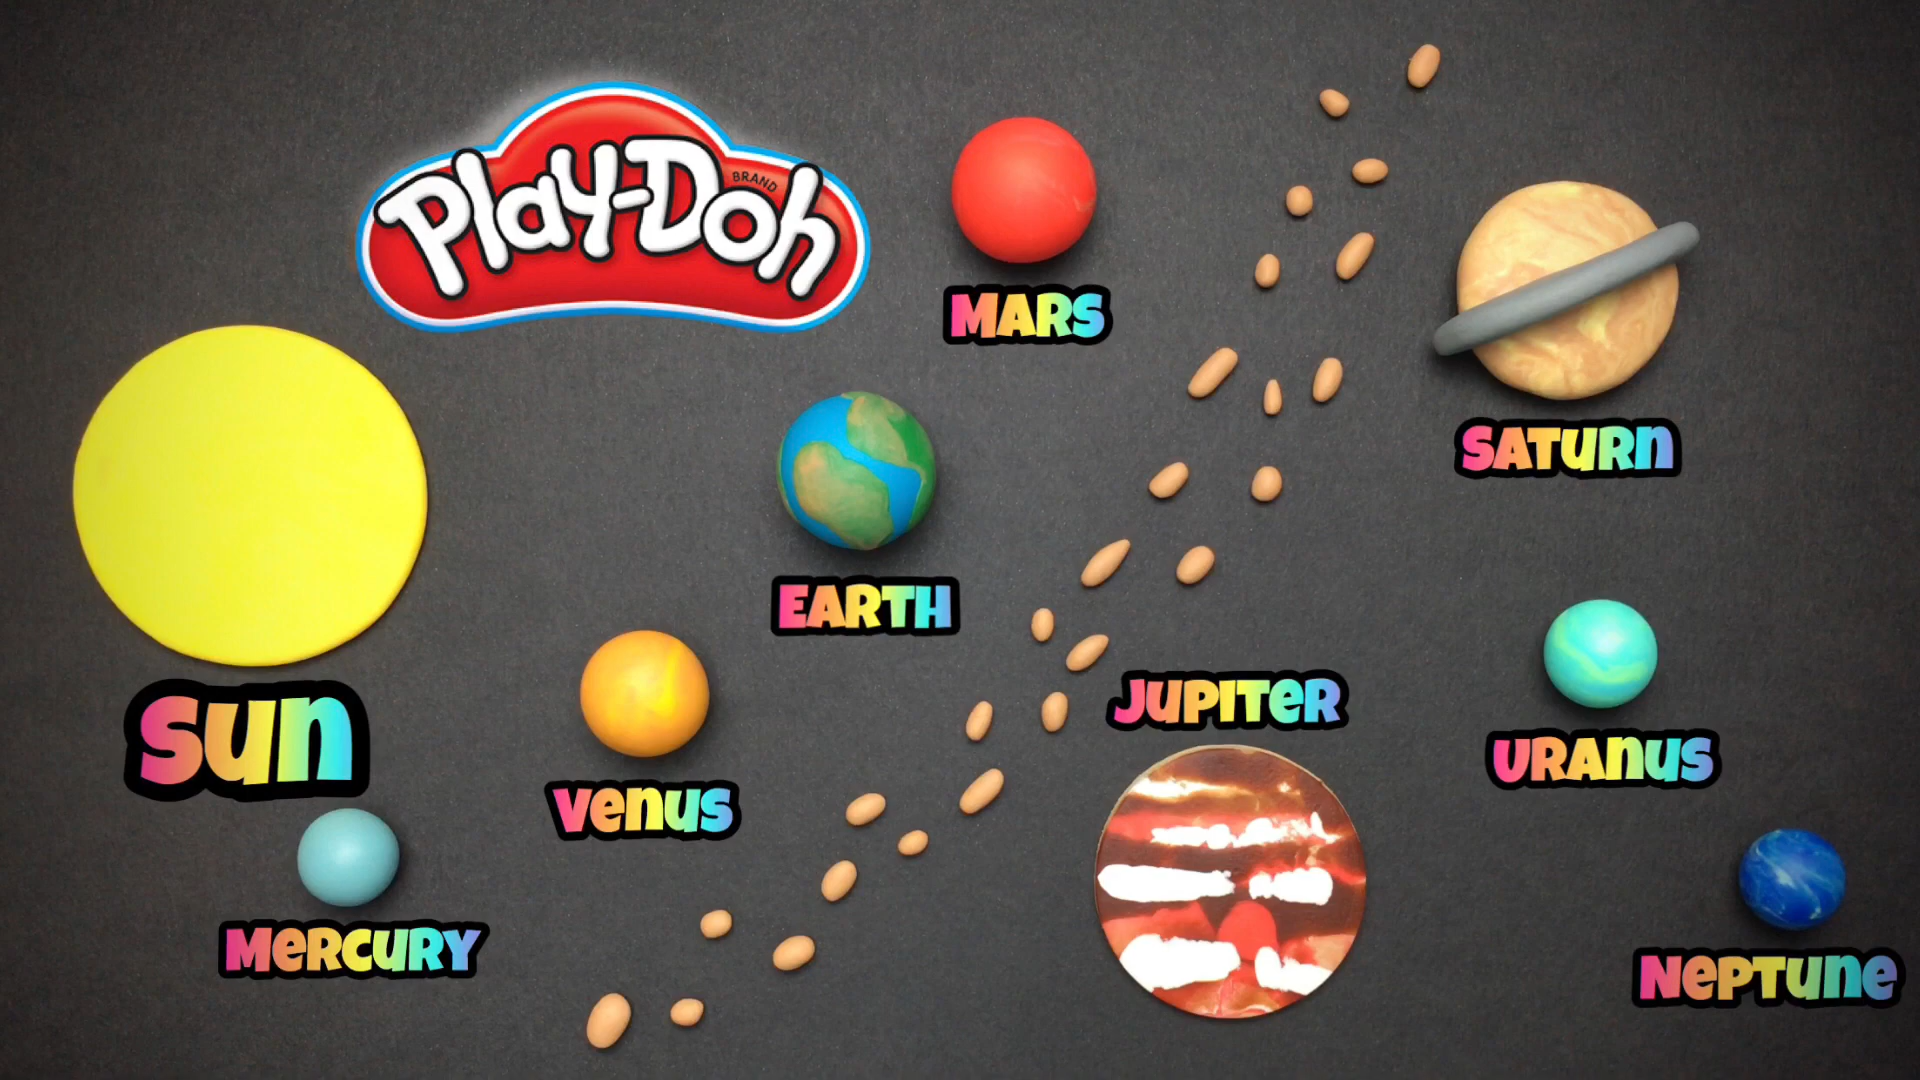 Play-Doh
BRAND
MARS
SATURN
EARTH
JUPITER
SUN
VENUS
URANUS
MERCURY
NEPTUNE